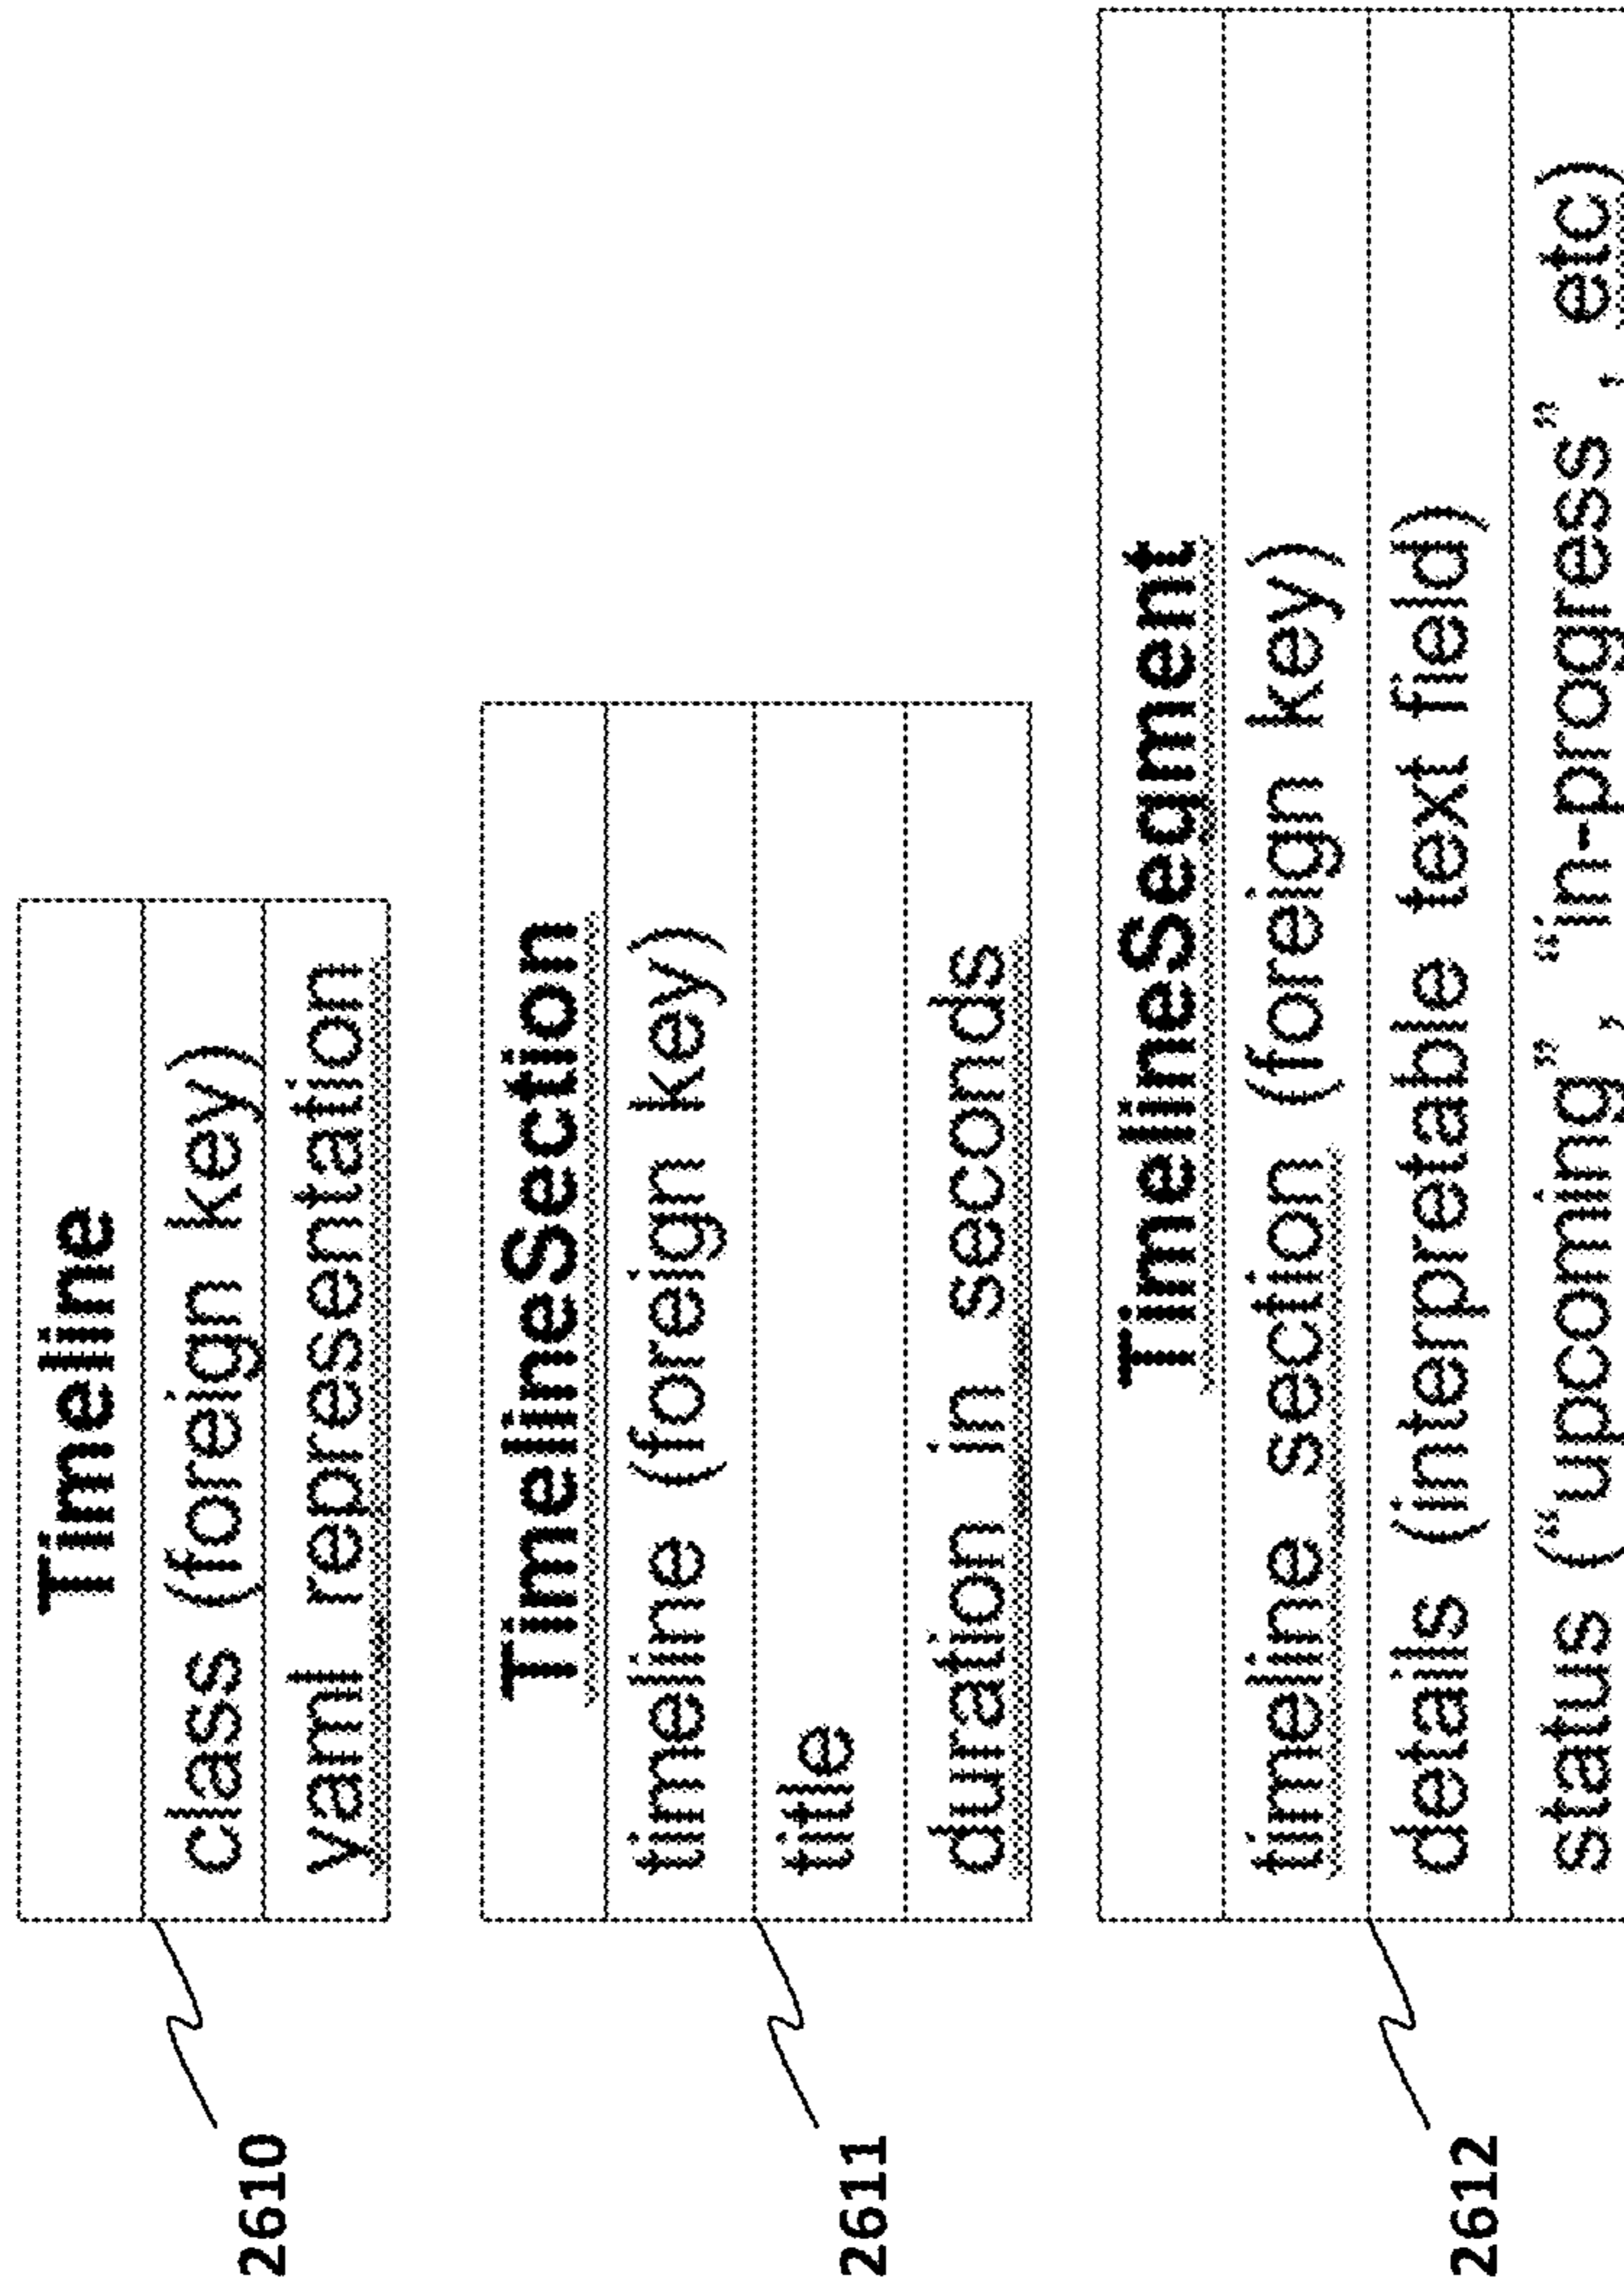 Timeline
class (foreign key)
yaml representation
2610
TimelineSection
timeline (foreign key)
title
duration in seconds
2611
TimelineSegment
timeline section (foreign key)
details (interpretable text field)
status (“upcoming”, “in-progress”, etc)
2612